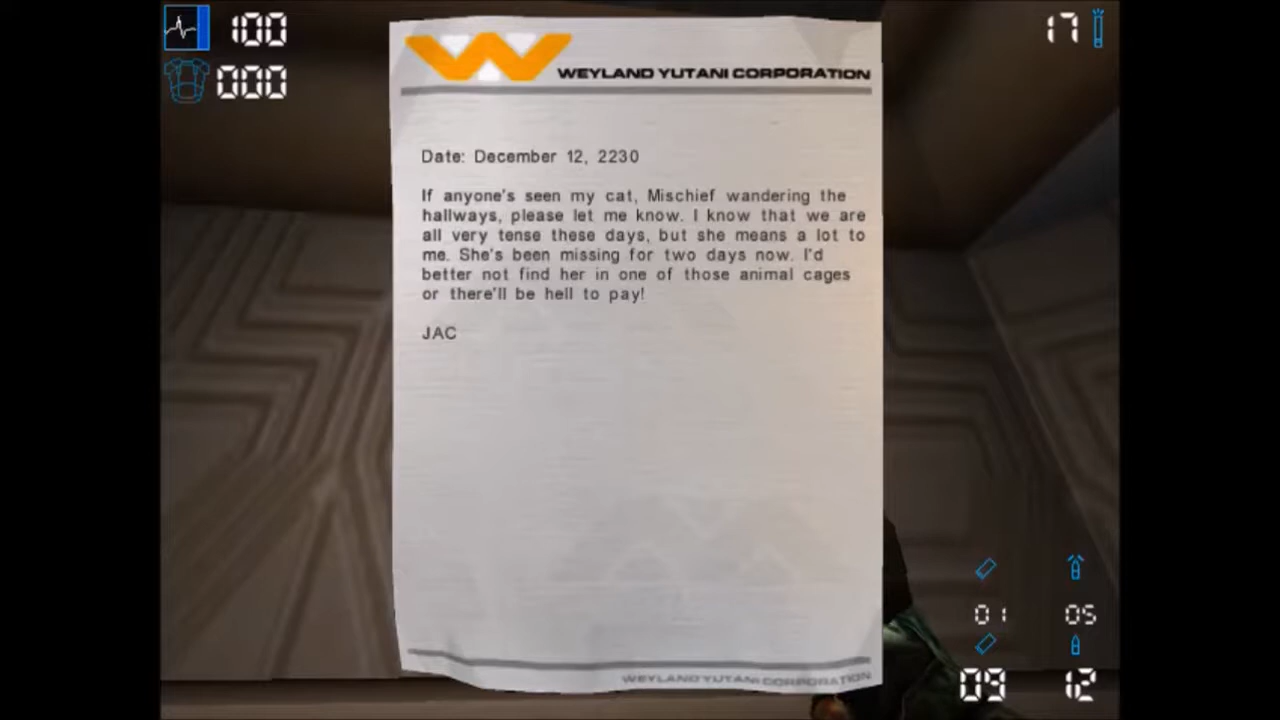 100
17
WEYLAND YUTANI CORPORATION
000
Date: December 12, 2230
If anyone's seen my cat, Mischief wandering the
hallways, please let me know. I know that we are
all very tense these days, but she means a lot to
me. She's been missing for two days now. I'd
better not find her in one of those animal cages
or there'll be hell to pay!
JAC
01 05
WEYLAND YUTANI CORPORATION
09 12